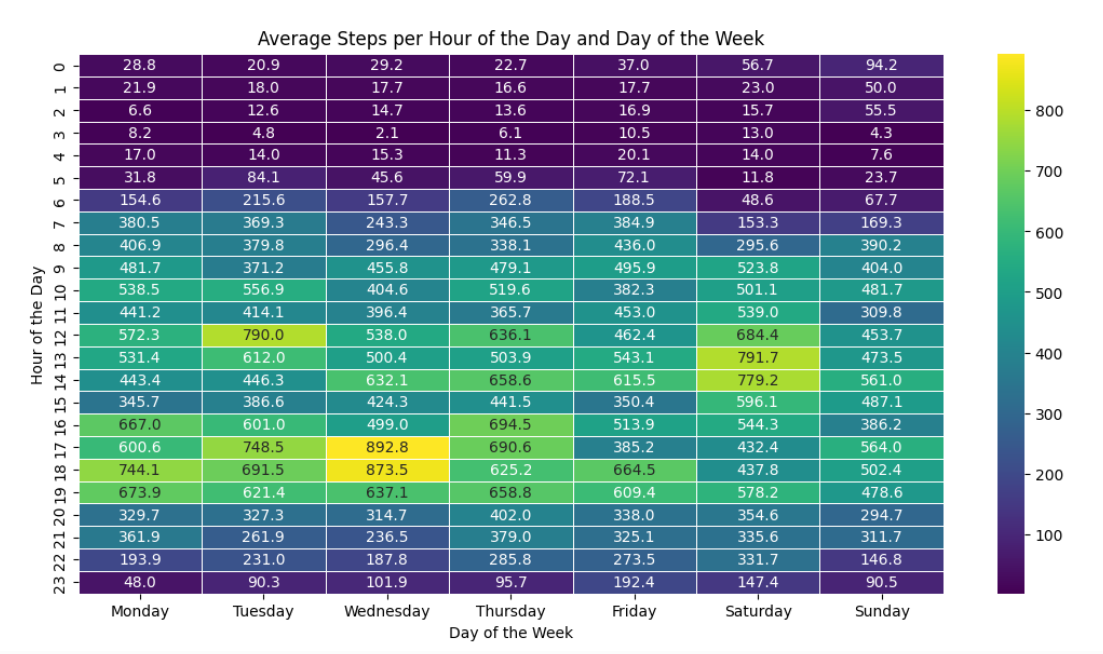 Average Steps per Hour of the Day and Day of the Week
0 28.8 20.9 29.2 22.7 37.0 56.7 94.2
1 21.9 18.0 17.7 16.6 17.7 23.0 50.0
2 6.6 12.6 14.7 13.6 16.9 15.7 55.5
3 8.2 4.8 2.1 6.1 10.5 13.0 4.3
4 17.0 14.0 15.3 11.3 20.1 14.0 7.6
5 31.8 84.1 45.6 59.9 72.1 11.8 23.7
6 154.6 215.6 157.7 262.8 188.5 48.6 67.7
7 380.5 369.3 243.3 346.5 384.9 153.3 169.3
8 406.9 379.8 296.4 338.1 436.0 295.6 390.2
9 481.7 371.2 455.8 479.1 495.9 523.8 404.0
10 538.5 556.9 404.6 519.6 382.3 501.1 481.7
11 441.2 414.1 396.4 365.7 453.0 539.0 309.8
12 572.3 790.0 538.0 636.1 462.4 684.4 453.7
13 531.4 612.0 500.4 503.9 543.1 791.7 473.5
14 443.4 446.3 632.1 658.6 615.5 779.2 561.0
15 345.7 386.6 424.3 441.5 350.4 596.1 487.1
16 667.0 601.0 499.0 694.5 513.9 544.3 386.2
17 600.6 748.5 892.8 690.6 385.2 432.4 564.0
18 744.1 691.5 873.5 625.2 664.5 437.8 502.4
19 673.9 621.4 637.1 658.8 609.4 578.2 478.6
20 329.7 327.3 314.7 402.0 338.0 354.6 294.7
21 361.9 261.9 236.5 379.0 325.1 335.6 311.7
22 193.9 231.0 187.8 285.8 273.5 331.7 146.8
23 48.0 90.3 101.9 95.7 192.4 147.4 90.5
Monday Tuesday Wednesday Thursday Friday Saturday Sunday
Day of the Week
Hour of the Day
800
700
600
500
400
300
200
100